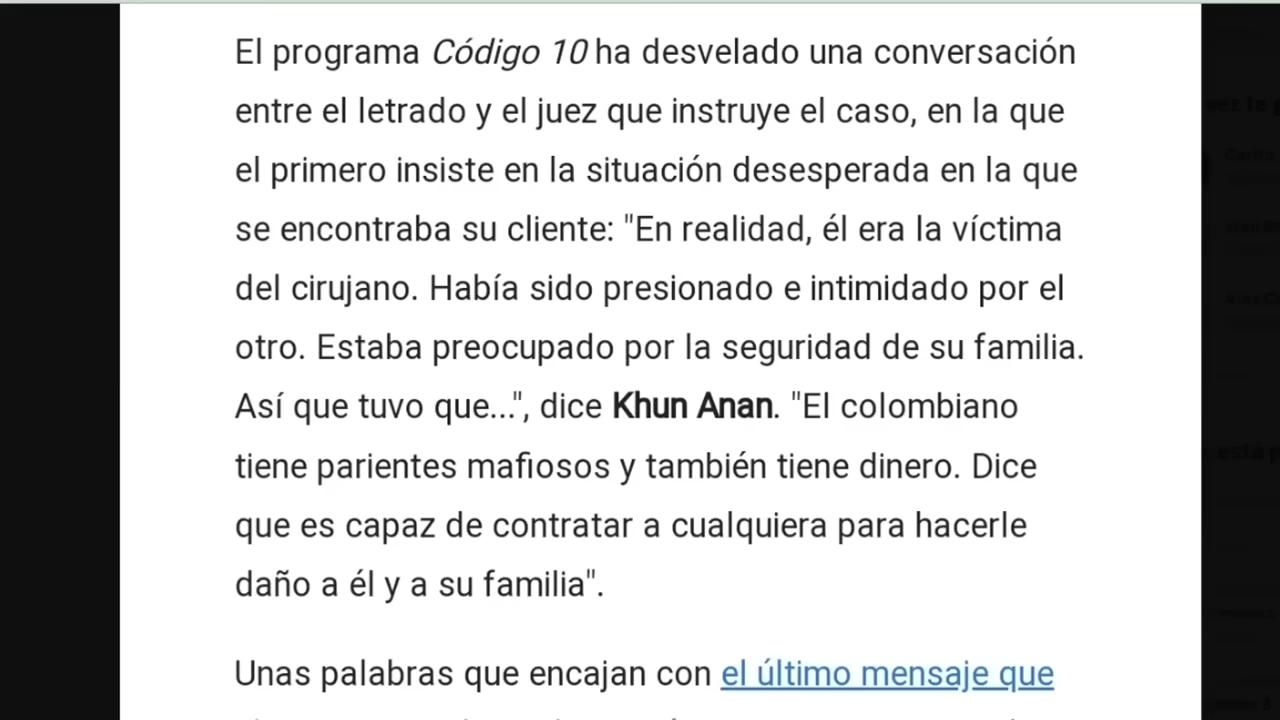 El programa Código 10 ha desvelado una conversación
entre el letrado y el juez que instruye el caso, en la que
el primero insiste en la situación desesperada en la que
se encontraba su cliente: "En realidad, él era la víctima
del cirujano. Había sido presionado e intimidado por el
otro. Estaba preocupado por la seguridad de su familia.
Así que tuvo que...", dice Khun Anan. "El colombiano
tiene parientes mafiosos y también tiene dinero. Dice
que es capaz de contratar a cualquiera para hacerle
daño a él y a su familia".
Unas palabras que encajan con el último mensaje que